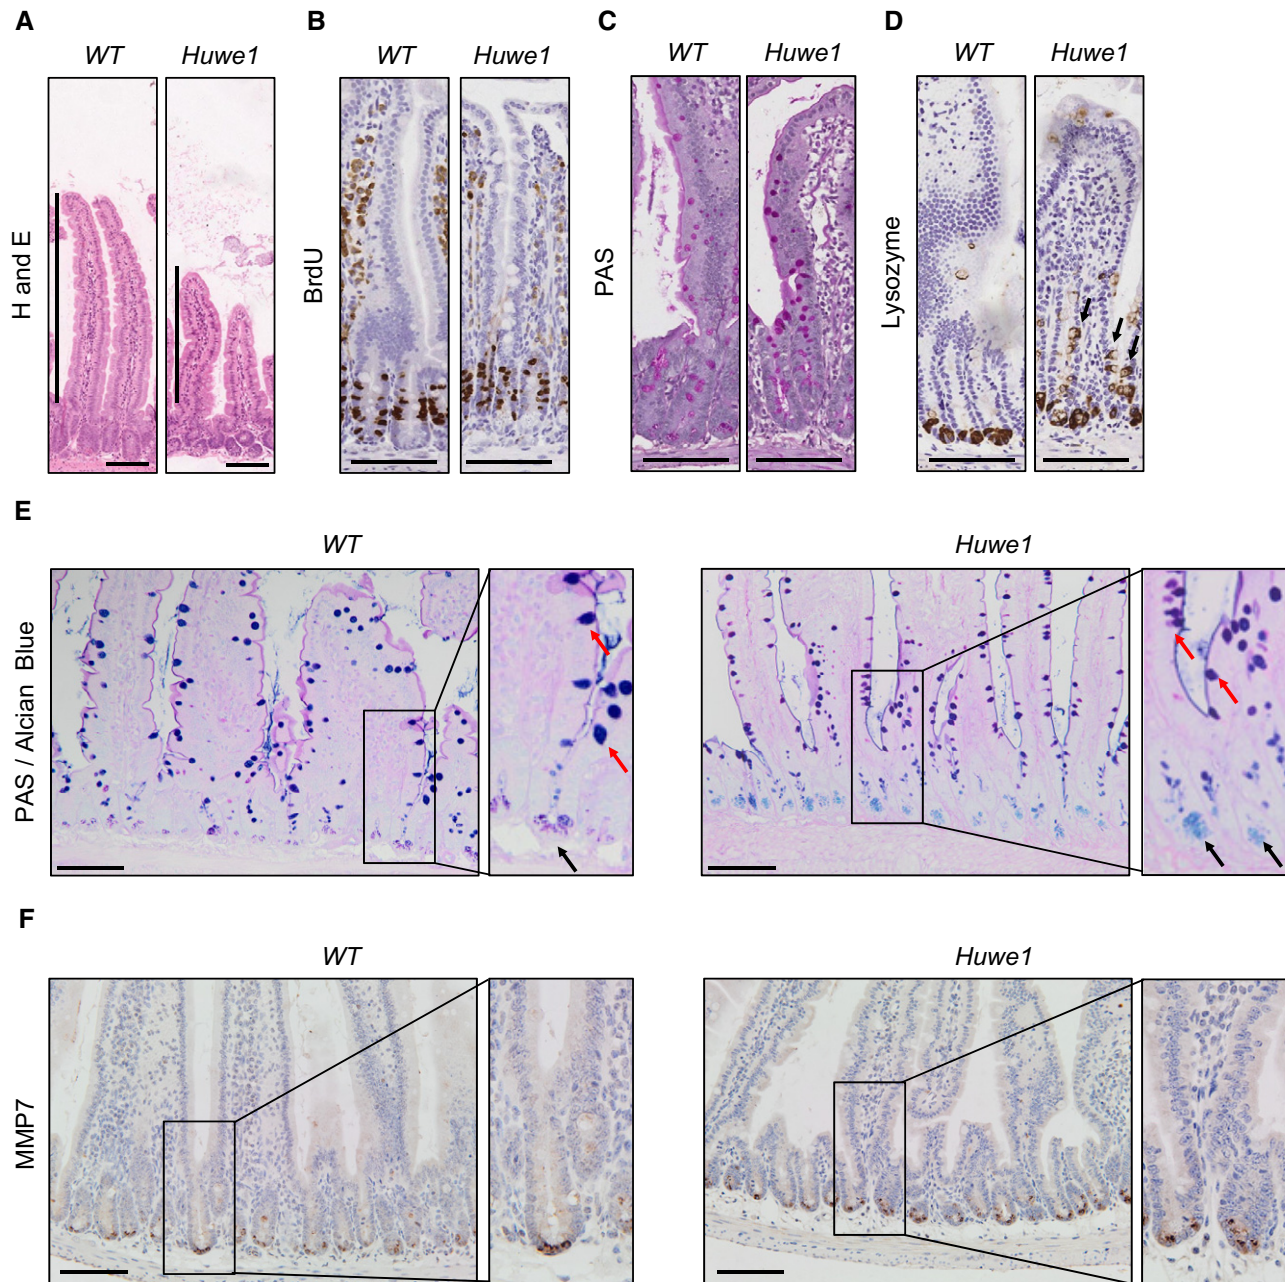 A
B
C
D
WT
Huwe1
WT
Huwe1
WT
Huwe1
WT
Huwe1
H and E
BrdU
PAS
Lysozyme
E
WT
Huwe1
PAS / Alcian Blue
F
WT
Huwe1
MMP7